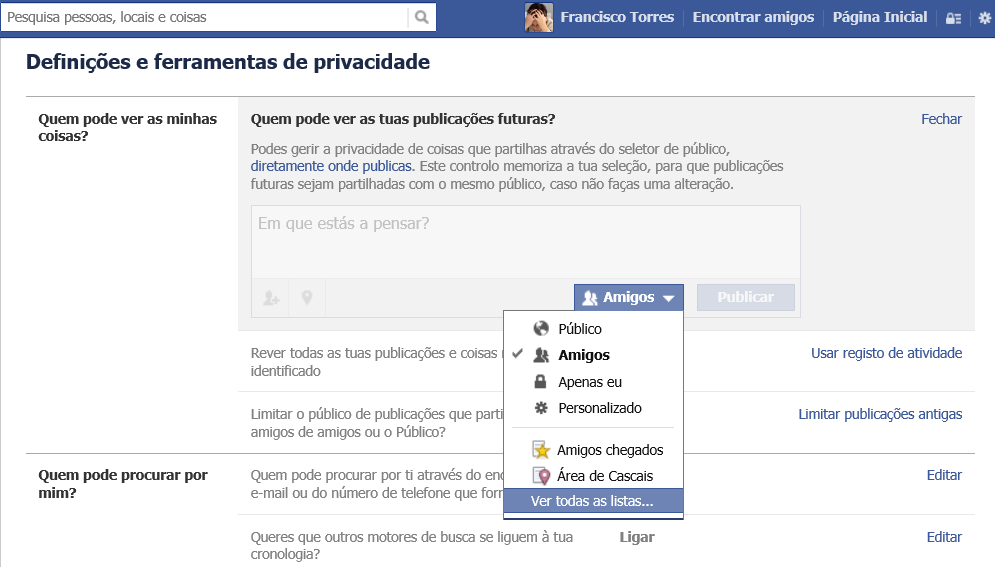 Pesquisa pessoas, locais e coisas
Francisco Torres
Encontrar amigos
Página Inicial
Definições e ferramentas de privacidade
Quem pode ver as minhas
coisas?
Quem pode ver as tuas publicações futuras?
Fechar
Podes gerir a privacidade de coisas que partilhas através do seletor de público,
diretamente onde publicas. Este controlo memoriza a tua seleção, para que publicações
futuras sejam partilhadas com o mesmo público, caso não faças uma alteração.
Em que estás a pensar?
Amigos
Publicar
Público
Amigos
Apenas eu
Personalizado
Amigos chegados
Área de Cascais
Ver todas as listas...
Rever todas as tuas publicações e coisas
identificado
Usar registo de atividade
Limitar o público de publicações que
amigos de amigos ou o Público?
Limitar publicações antigas
Quem pode procurar por
mim?
Quem pode procurar por ti através do
e-mail ou do número de telefone que
Editar
Queres que outros motores de busca se liguem à tua
cronologia?
Ligar
Editar